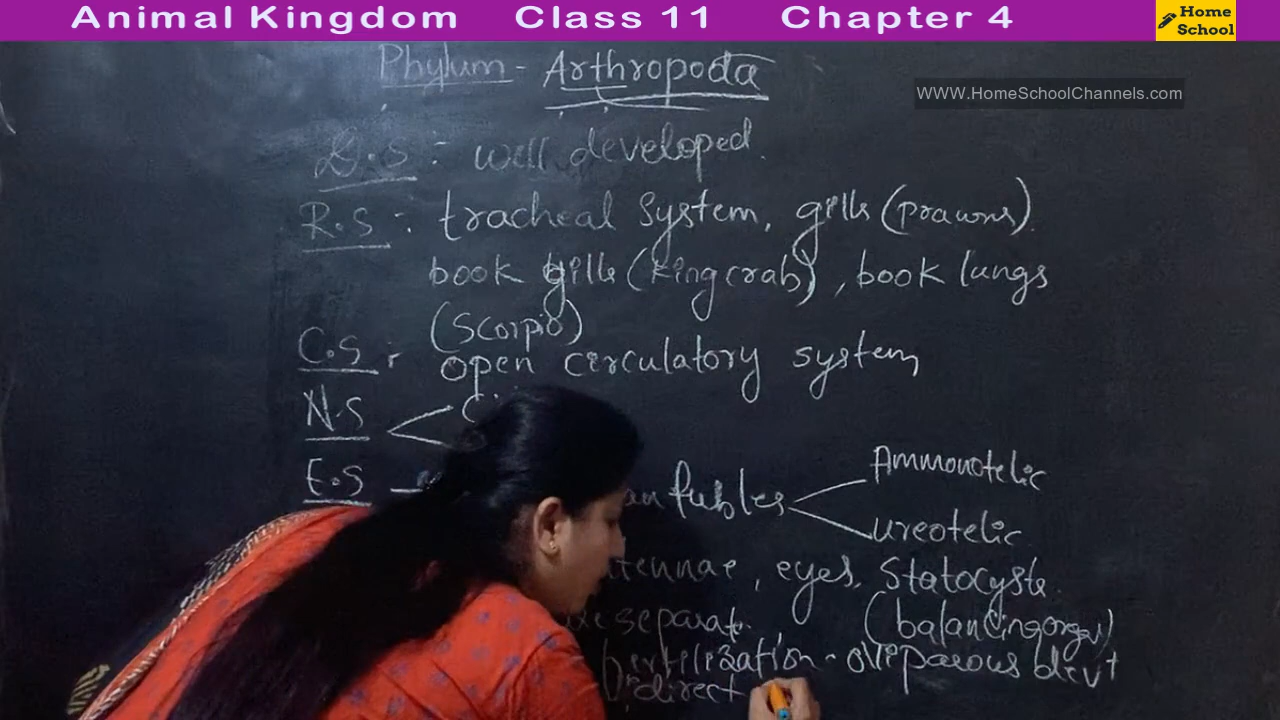 Animal Kingdom Class 11 Chapter 4
Home School
WWW.HomeSchoolChannels.com
Phylum - Arthropoda
D.S : well developed.
R.S : tracheal system, gills (prawns).
book gills (king crab), book lungs
(Scorpio)
C.S : open circulatory system
N.S
E.S
Ammonotelic
ureotelic
eyes, Statocysts
are separate.
(balancing organ)
fertilization - oviparous devt
direct